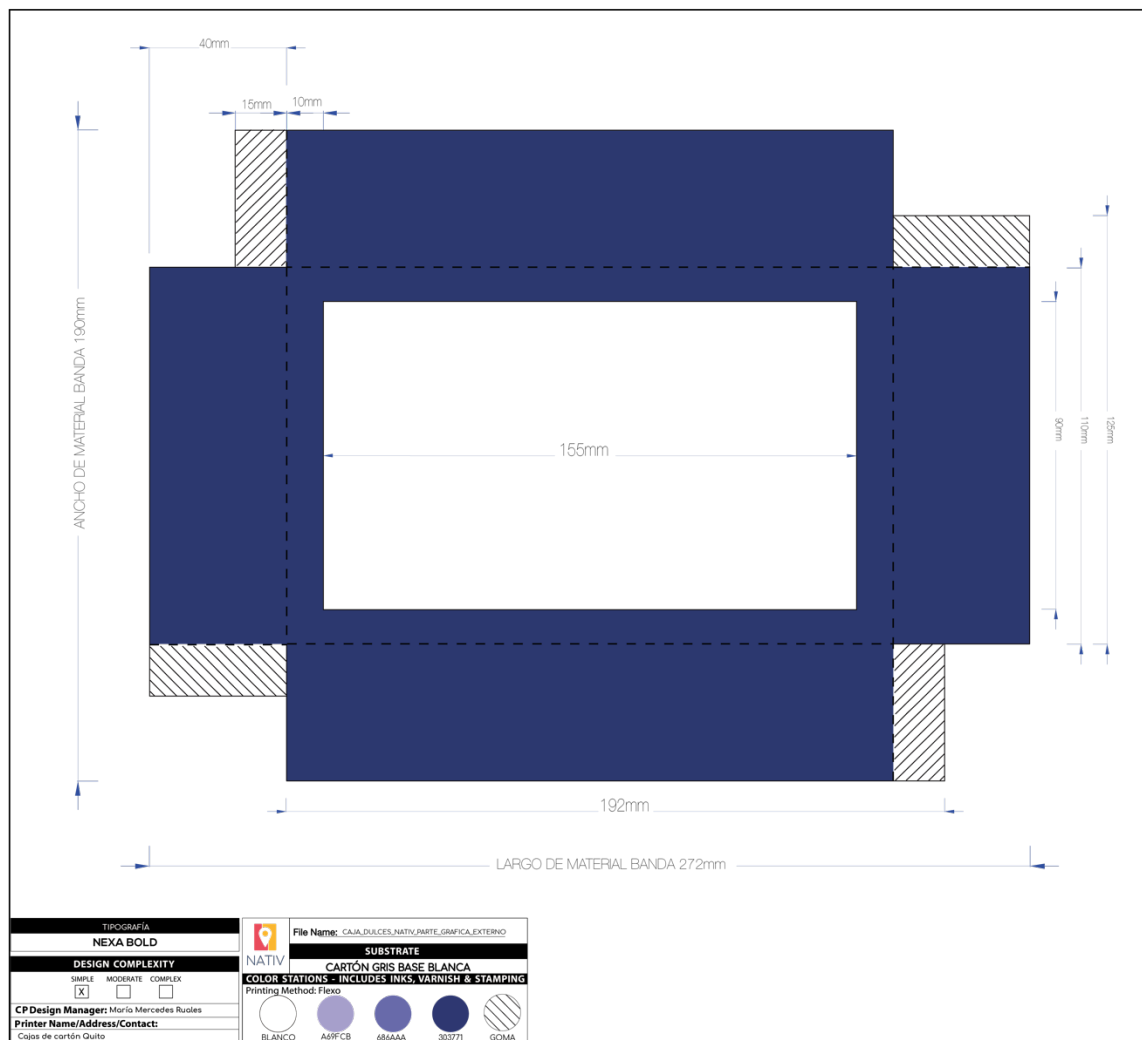 40mm
15mm
10mm
ANCHO DE MATERIAL BANDA 190mm
155mm
90mm
110mm
125mm
192mm
LARGO DE MATERIAL BANDA 272mm
TIPOGRAFÍA
NEXA BOLD
DESIGN COMPLEXITY
SIMPLE MODERATE COMPLEX
X
CP Design Manager: María Mercedes Ruales
Printer Name/Address/Contact:
Cajas de cartón Quito
NATIV
File Name: CAJA_DULCES_NATIV_PARTE_GRAFICA_EXTERNO
SUBSTRATE
CARTÓN GRIS BASE BLANCA
COLOR STATIONS - INCLUDES INKS, VARNISH & STAMPING
Printing Method: Flexo
BLANCO A69FCB 686AAA 303771 GOMA